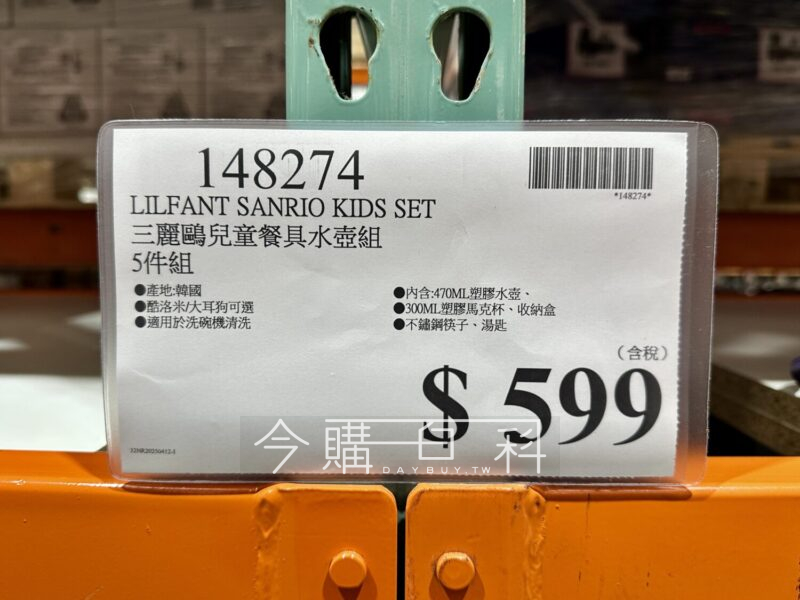 148274
*148274*
LILFANT SANRIO KIDS SET
三麗鷗兒童餐具水壺組
5件組
●產地:韓國
●酷洛米/大耳狗可選
●適用於洗碗機清洗
●內含:470ML塑膠水壺、
●300ML塑膠馬克杯、收納盒
●不鏽鋼筷子、湯匙
(含稅)
$ 599
今購百科
DAYBUY.TW